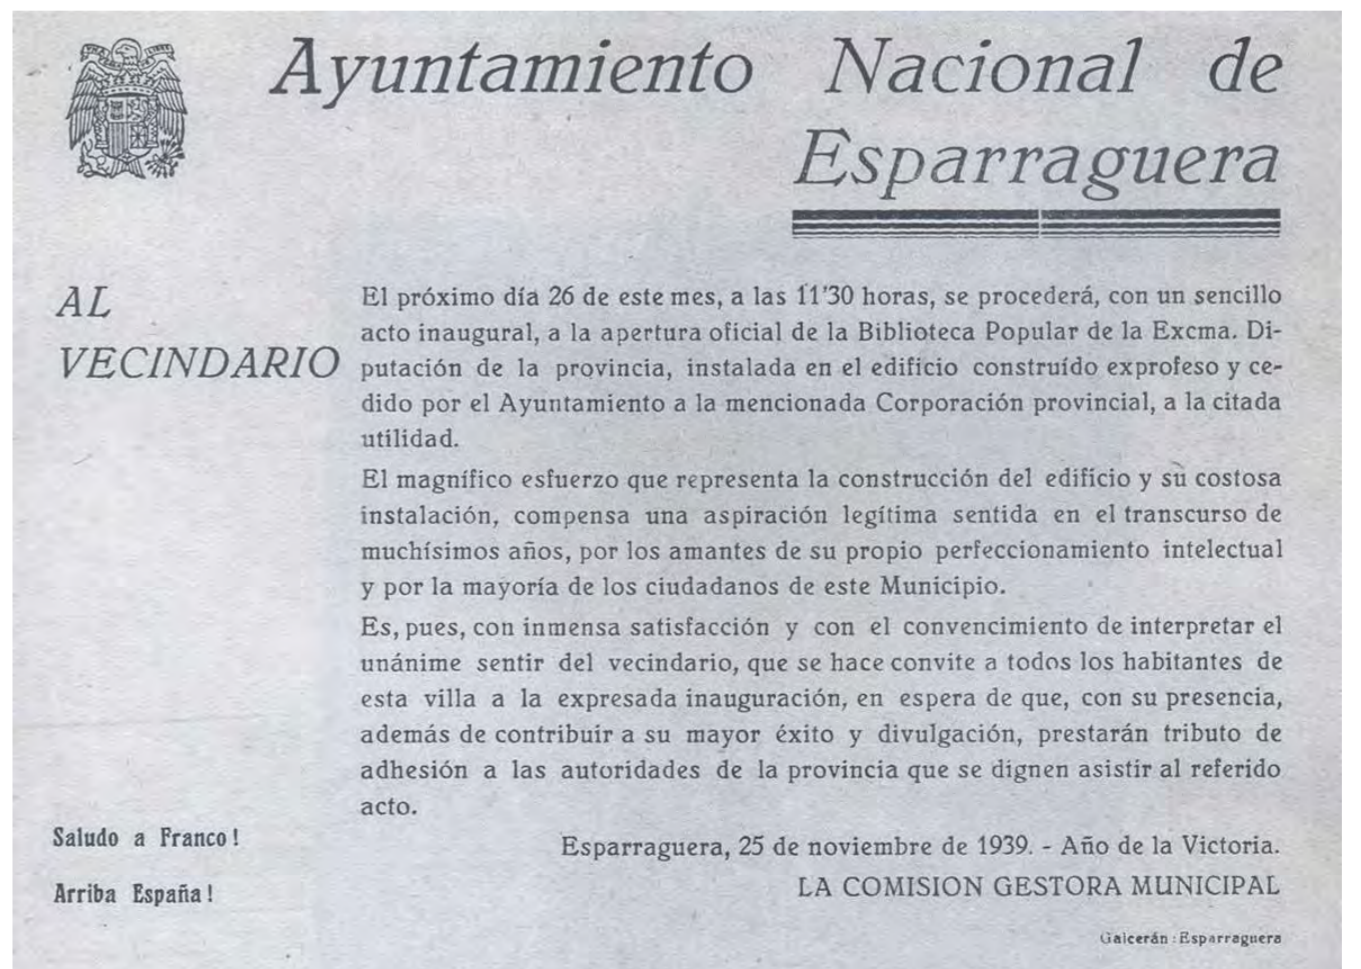 Ayuntamiento Nacional de
Esparraguera
AL
VECINDARIO
El próximo día 26 de este mes, a las 11'30 horas, se procederá, con un sencillo
acto inaugural, a la apertura oficial de la Biblioteca Popular de la Excma. Di-
putación de la provincia, instalada en el edificio construído exprofeso y ce-
dido por el Ayuntamiento a la mencionada Corporación provincial, a la citada
utilidad.
El magnífico esfuerzo que representa la construcción del edificio y su costosa
instalación, compensa una aspiración legítima sentida en el transcurso de
muchísimos años, por los amantes de su propio perfeccionamiento intelectual
y por la mayoría de los ciudadanos de este Municipio.
Es, pues, con inmensa satisfacción y con el convencimiento de interpretar el
unánime sentir del vecindario, que se hace convite a todos los habitantes de
esta villa a la expresada inauguración, en espera de que, con su presencia,
además de contribuir a su mayor éxito y divulgación, prestarán tributo de
adhesión a las autoridades de la provincia que se dignen asistir al referido
acto.
Saludo a Franco!
Arriba España!
Esparraguera, 25 de noviembre de 1939. - Año de la Victoria.
LA COMISION GESTORA MUNICIPAL
Galcerán : Esparraguera